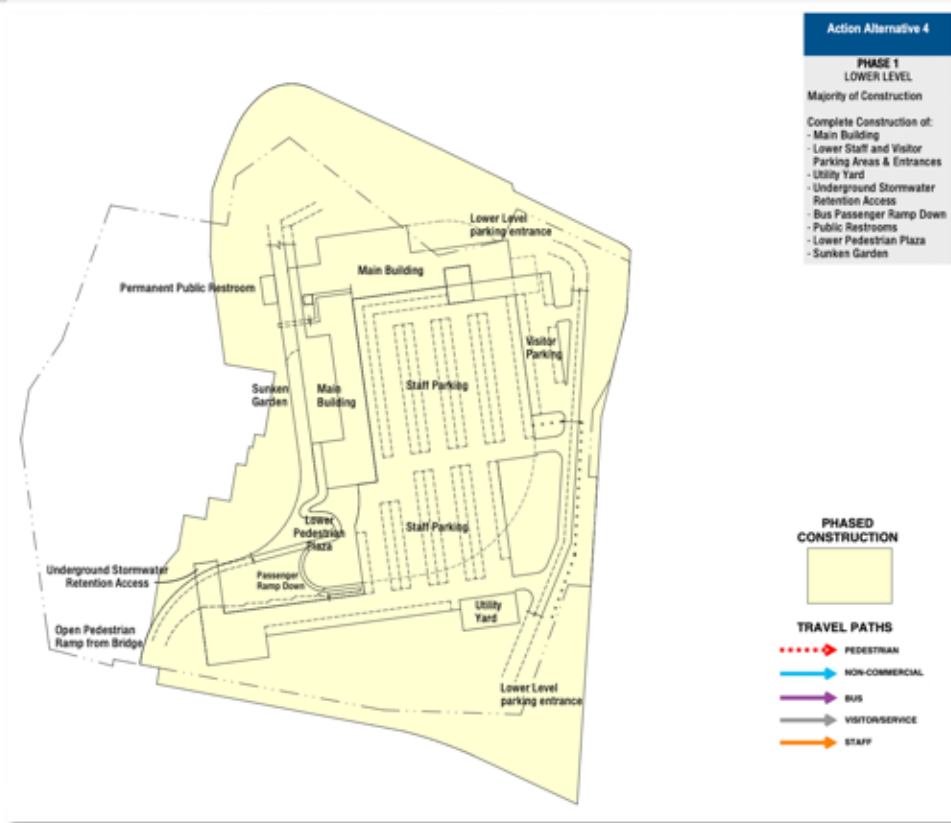 Action Alternative 4
PHASE 1
LOWER LEVEL
Majority of Construction
Complete Construction of:
- Main Building
- Lower Staff and Visitor
Parking Areas & Entrances
- Utility Yard
- Underground Stormwater
Retention Access
- Bus Passenger Ramp Down
- Public Restrooms
- Lower Pedestrian Plaza
- Sunken Garden
Lower Level
parking entrance
Main Building
Permanent Public Restroom
Visitor
Parking
Sunken
Garden
Main
Building
Staff Parking
Lower
Pedestrian
Plaza
Staff Parking
Underground Stormwater
Retention Access
Passenger
Ramp Down
Utility
Yard
Open Pedestrian
Ramp from Bridge
Lower Level
parking entrance
PHASED
CONSTRUCTION
TRAVEL PATHS
PEDESTRIAN
NON-COMMERCIAL
BUS
VISITOR/SERVICE
STAFF